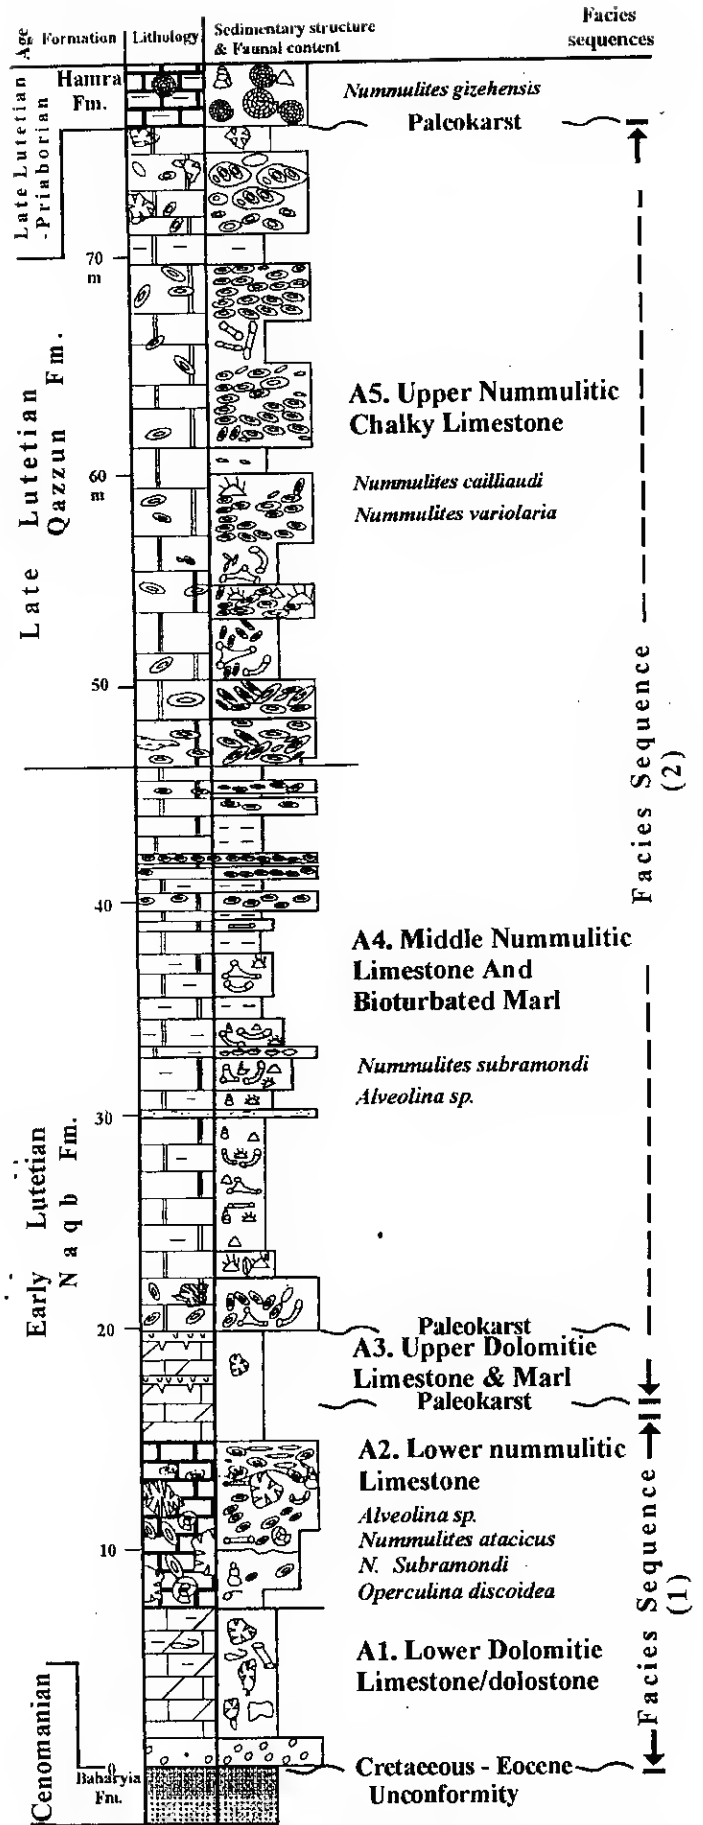 Age Formation Lithology Sedimentary structure & Faunal content
Facies sequences
Hamra Fm.
Nummulites gizehensis
Paleokarst
Late Lutetian
-Priaborian
70
m
Late Lutetian
Qazzun Fm.
A5. Upper Nummulitic
Chalky Limestone
60
m
Nummulites cailliaudi
Nummulites variolaria
50
Facies Sequence
(2)
40
A4. Middle Nummulitic
Limestone And
Bioturbated Marl
Nummulites subramondi
Alveolina sp.
30
Early Lutetian
Naqb Fm.
20
Paleokarst
A3. Upper Dolomitie
Limestone & Marl
Paleokarst
A2. Lower nummulitic
Limestone
Alveolina sp.
Nummulites atacicus
N. Subramondi
Operculina discoidea
10
Facies Sequence
(1)
A1. Lower Dolomitie
Limestone/dolostone
Cenomanian
0
Baharyia
Fm.
Cretaeeous - Eocene
Unconformity